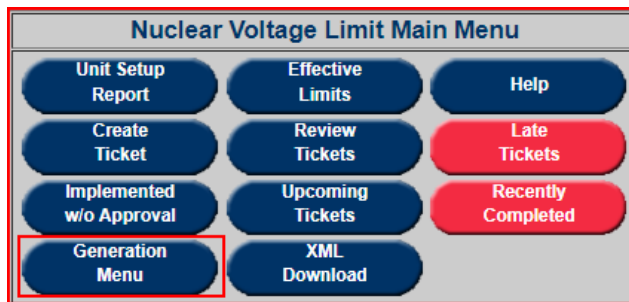 Nuclear Voltage Limit Main Menu
Unit Setup
Report
Effective
Limits
Help
Create
Ticket
Review
Tickets
Late
Tickets
Implemented
w/o Approval
Upcoming
Tickets
Recently
Completed
Generation
Menu
XML
Download